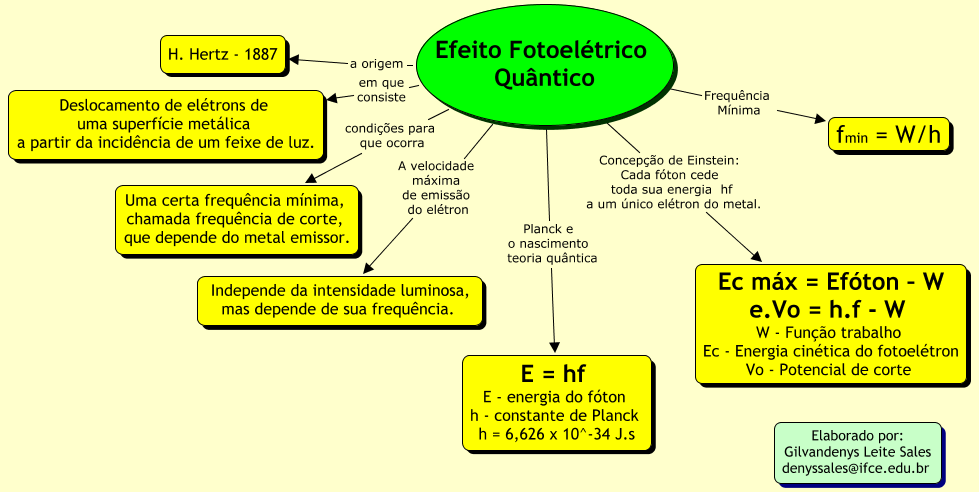 Efeito Fotoelétrico
Quântico
a origem
H. Hertz - 1887
em que
consiste
Deslocamento de elétrons de
uma superfície metálica
a partir da incidência de um feixe de luz.
condições para
que ocorra
Uma certa frequência mínima,
chamada frequência de corte,
que depende do metal emissor.
A velocidade
máxima
de emissão
do elétron
Independe da intensidade luminosa,
mas depende de sua frequência.
Planck e
o nascimento
teoria quântica
E = hf
E - energia do fóton
h - constante de Planck
h = 6,626 x 10^-34 J.s
Concepção de Einstein:
Cada fóton cede
toda sua energia hf
a um único elétron do metal.
Ec máx = Efóton - W
e.Vo = h.f - W
W - Função trabalho
Ec - Energia cinética do fotoelétron
Vo - Potencial de corte
Frequência
Mínima
fmin = W/h
Elaborado por:
Gilvandenys Leite Sales
denyssales@ifce.edu.br